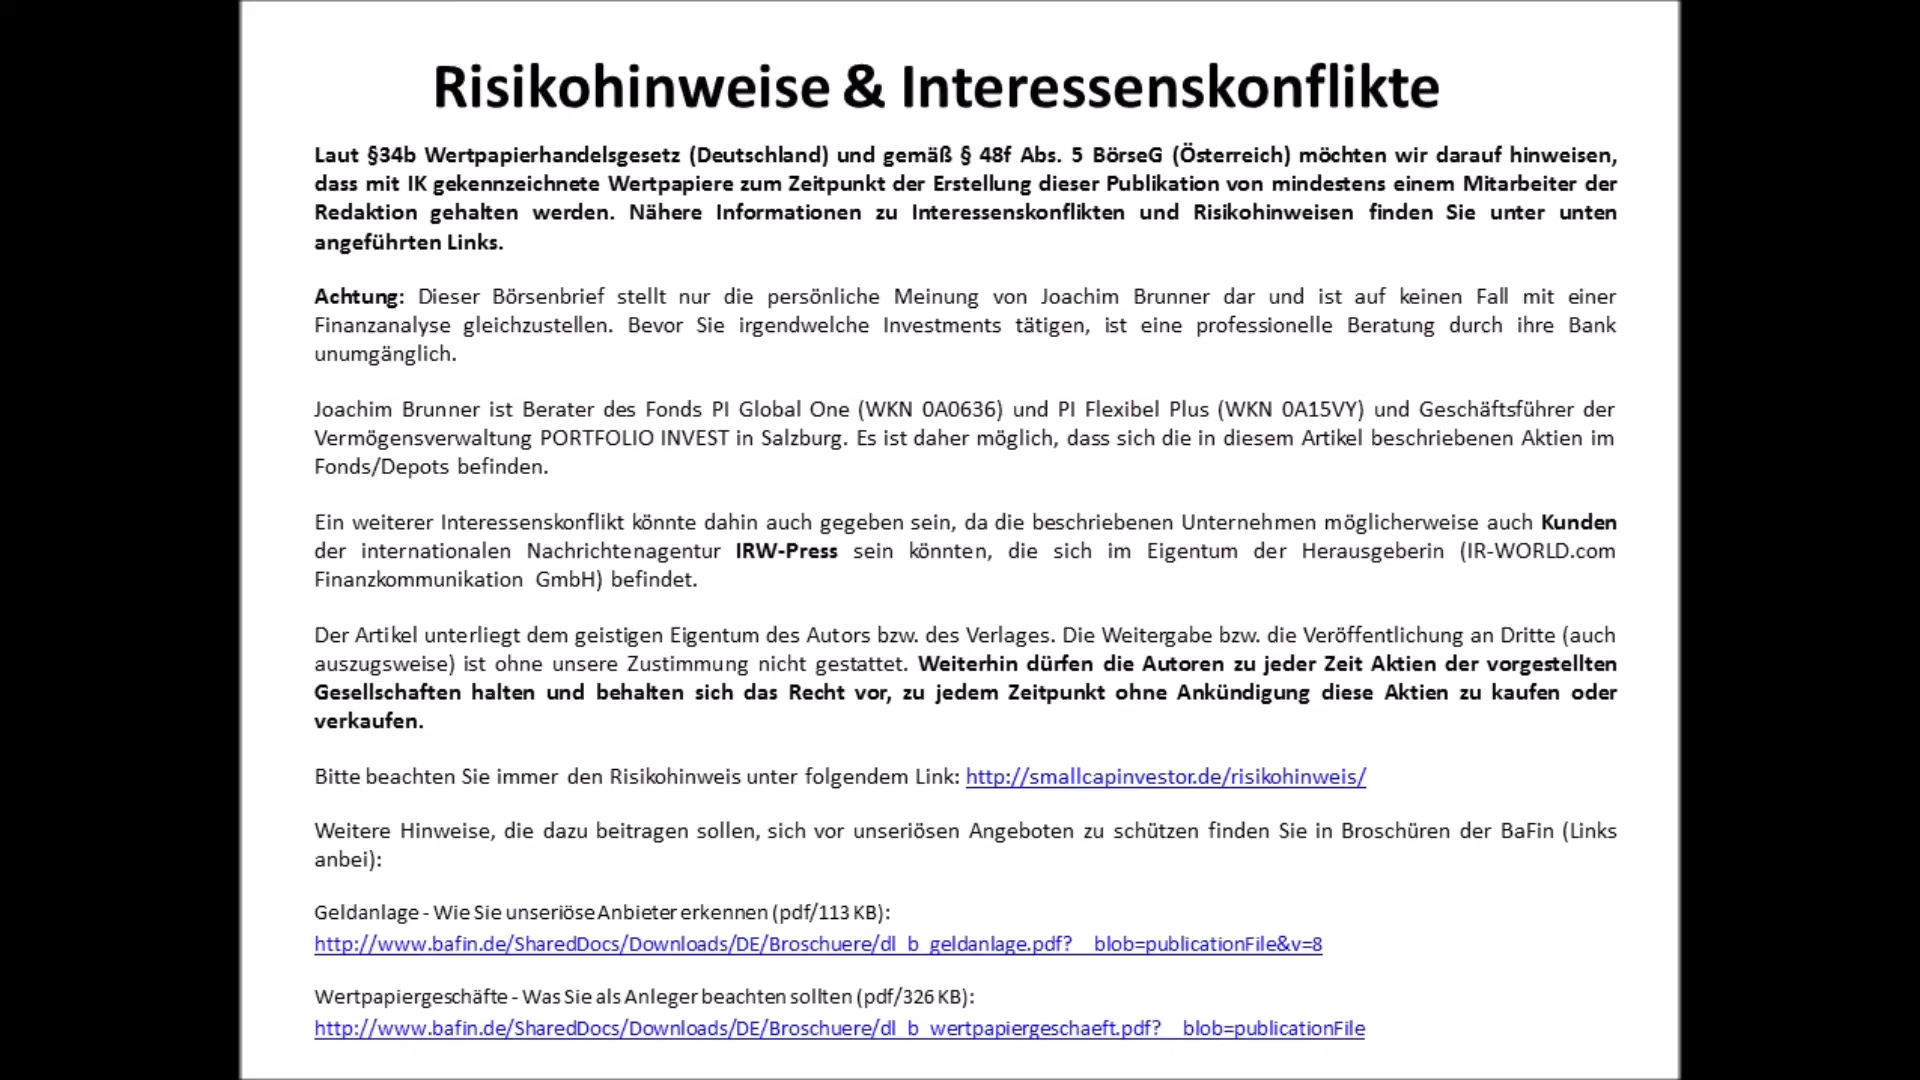 Risikohinweise & Interessenskonflikte
Laut §34b Wertpapierhandelsgesetz (Deutschland) und gemäß § 48f Abs. 5 BörseG (Österreich) möchten wir darauf hinweisen,
dass mit IK gekennzeichnete Wertpapiere zum Zeitpunkt der Erstellung dieser Publikation von mindestens einem Mitarbeiter der
Redaktion gehalten werden. Nähere Informationen zu Interessenskonflikten und Risikohinweisen finden Sie unter unten
angeführten Links.
Achtung: Dieser Börsenbrief stellt nur die persönliche Meinung von Joachim Brunner dar und ist auf keinen Fall mit einer
Finanzanalyse gleichzustellen. Bevor Sie irgendwelche Investments tätigen, ist eine professionelle Beratung durch ihre Bank
unumgänglich.
Joachim Brunner ist Berater des Fonds PI Global One (WKN 0A0636) und PI Flexibel Plus (WKN 0A15VY) und Geschäftsführer der
Vermögensverwaltung PORTFOLIO INVEST in Salzburg. Es ist daher möglich, dass sich die in diesem Artikel beschriebenen Aktien im
Fonds/Depots befinden.
Ein weiterer Interessenskonflikt könnte dahin auch gegeben sein, da die beschriebenen Unternehmen möglicherweise auch Kunden
der internationalen Nachrichtenagentur IRW-Press sein könnten, die sich im Eigentum der Herausgeberin (IR-WORLD.com
Finanzkommunikation GmbH) befindet.
Der Artikel unterliegt dem geistigen Eigentum des Autors bzw. des Verlages. Die Weitergabe bzw. die Veröffentlichung an Dritte (auch
auszugsweise) ist ohne unsere Zustimmung nicht gestattet. Weiterhin dürfen die Autoren zu jeder Zeit Aktien der vorgestellten
Gesellschaften halten und behalten sich das Recht vor, zu jedem Zeitpunkt ohne Ankündigung diese Aktien zu kaufen oder
verkaufen.
Bitte beachten Sie immer den Risikohinweis unter folgendem Link: http://smallcapinvestor.de/risikohinweis/
Weitere Hinweise, die dazu beitragen sollen, sich vor unseriösen Angeboten zu schützen finden Sie in Broschüren der BaFin (Links
anbei):
Geldanlage - Wie Sie unseriöse Anbieter erkennen (pdf/113 KB):
http://www.bafin.de/SharedDocs/Downloads/DE/Broschuere/dl_b_geldanlage.pdf?__blob=publicationFile&v=8
Wertpapiergeschäfte - Was Sie als Anleger beachten sollten (pdf/326 KB):
http://www.bafin.de/SharedDocs/Downloads/DE/Broschuere/dl_b_wertpapiergeschaeft.pdf?__blob=publicationFile